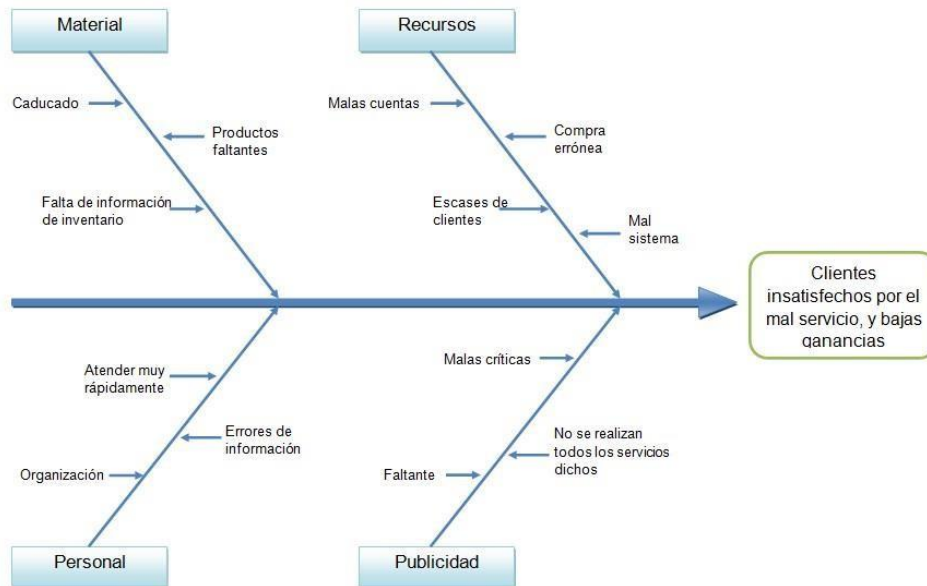 Material
Recursos
Caducado
Productos
faltantes
Falta de información
de inventario
Malas cuentas
Compra
errónea
Escases de
clientes
Mal
sistema
Clientes
insatisfechos por el
mal servicio, y bajas
ganancias
Atender muy
rápidamente
Errores de
información
Organización
Malas críticas
No se realizan
todos los servicios
dichos
Faltante
Personal
Publicidad